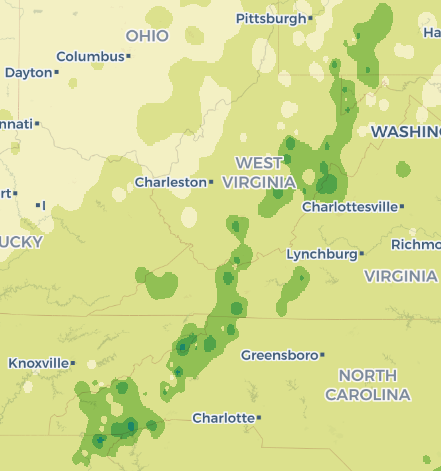 Pittsburgh
OHIO
Ha
Columbus
Dayton
nnati
WASHIN
WEST
VIRGINIA
Charleston
rt
I
Charlottesville
UCKY
Richmo
Lynchburg
VIRGINIA
Greensboro
Knoxville
NORTH
CAROLINA
Charlotte